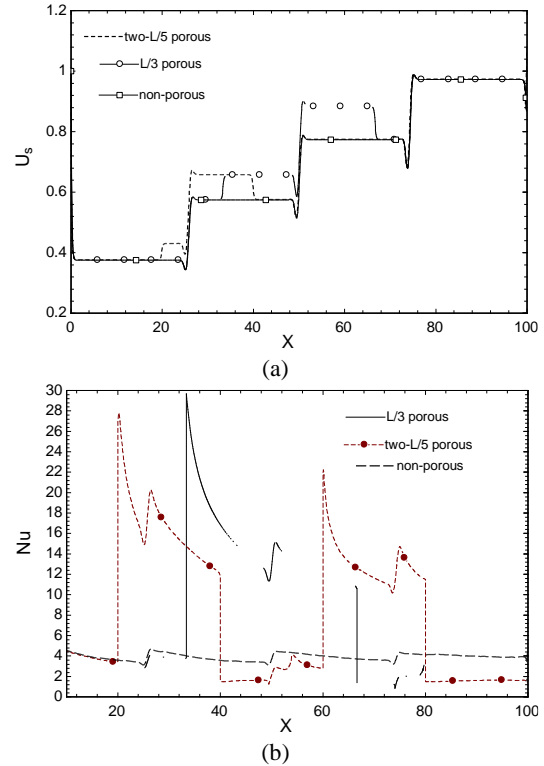 1.2
1
0.8
0.6
0.4
0.2
U_s
two-L/5 porous
L/3 porous
non-porous
0 20 40 60 80 100
X
(a)
30
28
26
24
22
20
18
16
14
12
10
8
6
4
2
0
Nu
L/3 porous
two-L/5 porous
non-porous
20 40 60 80 100
X
(b)